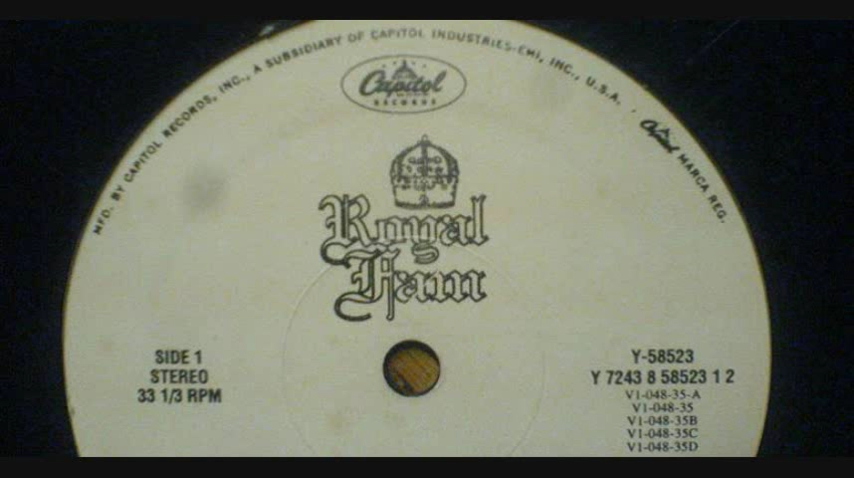 MFD. BY CAPITOL RECORDS, INC., A SUBSIDIARY OF CAPITOL INDUSTRIES-EMI, INC., U.S.A. · Capitol MARCA REG.
Capitol
RECORDS
Royal
Fam
SIDE 1
STEREO
33 1/3 RPM
Y-58523
Y 7243 8 58523 1 2
V1-048-35-A
V1-048-35
V1-048-35B
V1-048-35C
V1-048-35D